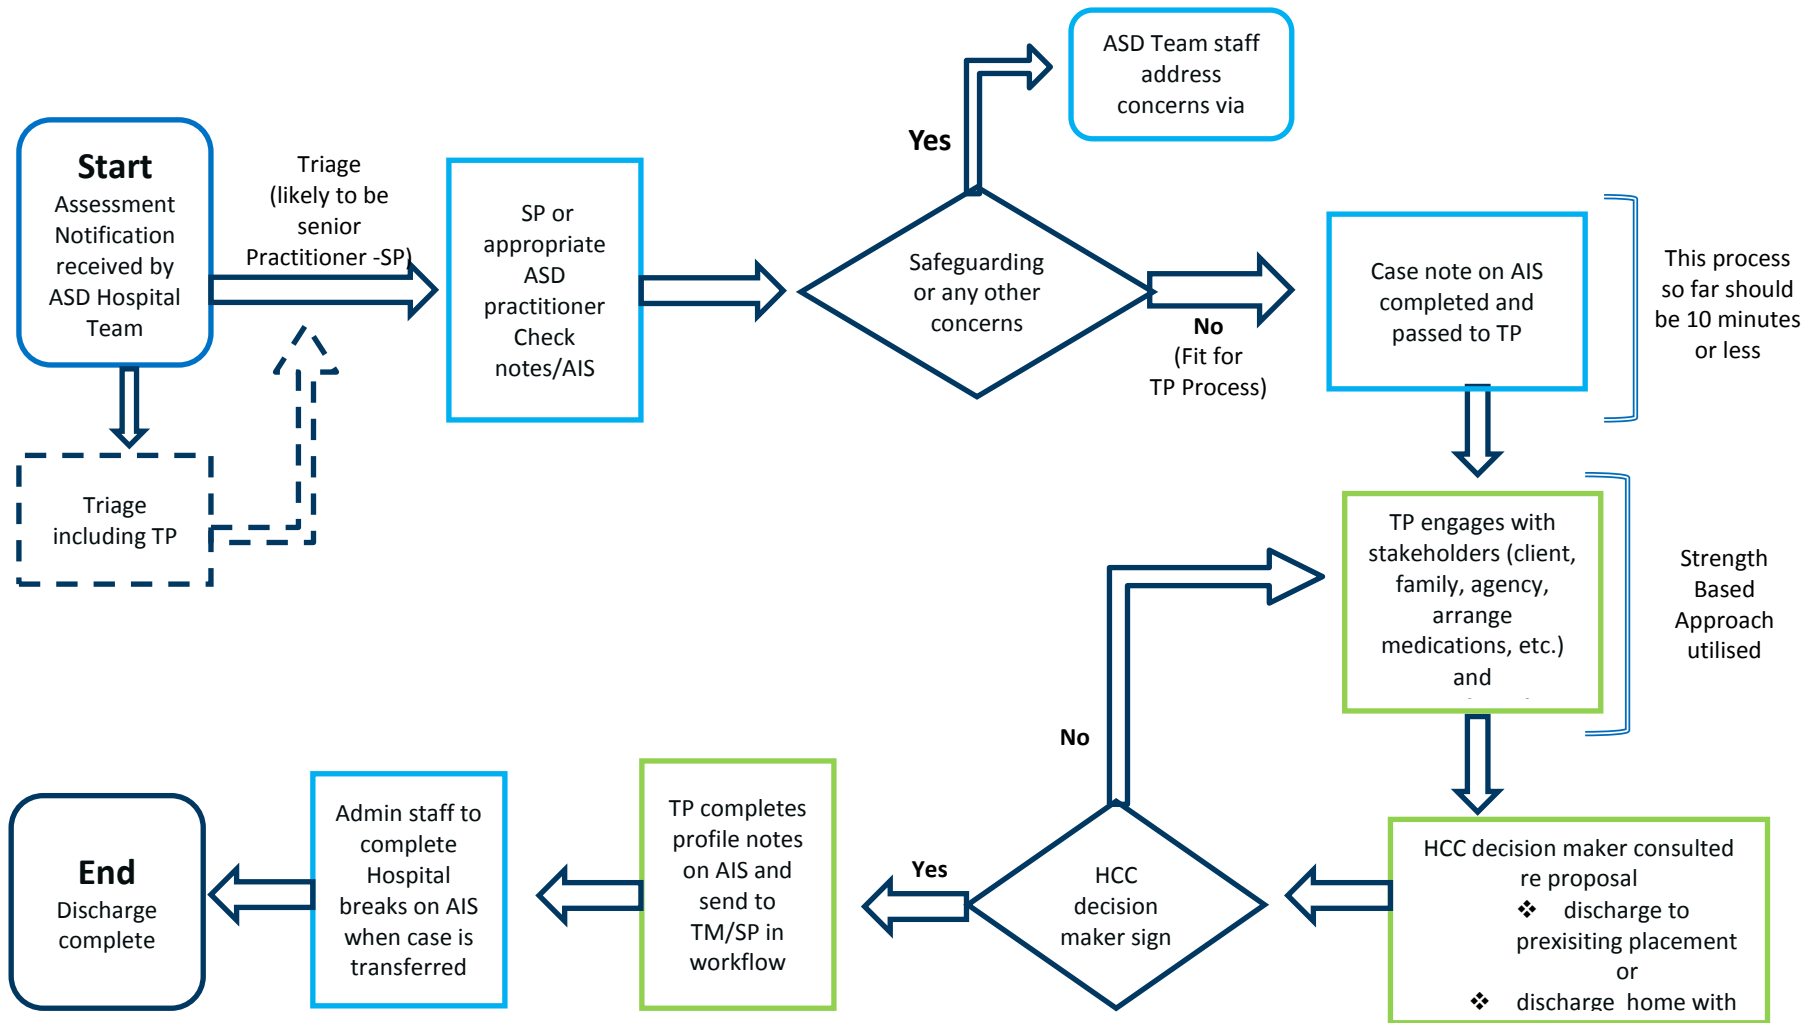 Start
Assessment
Notification
received by
ASD Hospital
Team
Triage
(likely to be
senior
Practitioner -SP)
Triage
including TP
SP or
appropriate
ASD
practitioner
Check
notes/AIS
Safeguarding
or any other
concerns
Yes
ASD Team staff
address
concerns via
No
(Fit for
TP Process)
Case note on AIS
completed and
passed to TP
This process
so far should
be 10 minutes
or less
TP engages with
stakeholders (client,
family, agency,
arrange
medications, etc.)
and
Strength
Based
Approach
utilised
HCC decision maker consulted
re proposal
❖ discharge to
prexisiting placement
or
❖ discharge home with
HCC
decision
maker sign
No
Yes
TP completes
profile notes
on AIS and
send to
TM/SP in
workflow
Admin staff to
complete
Hospital
breaks on AIS
when case is
transferred
End
Discharge
complete